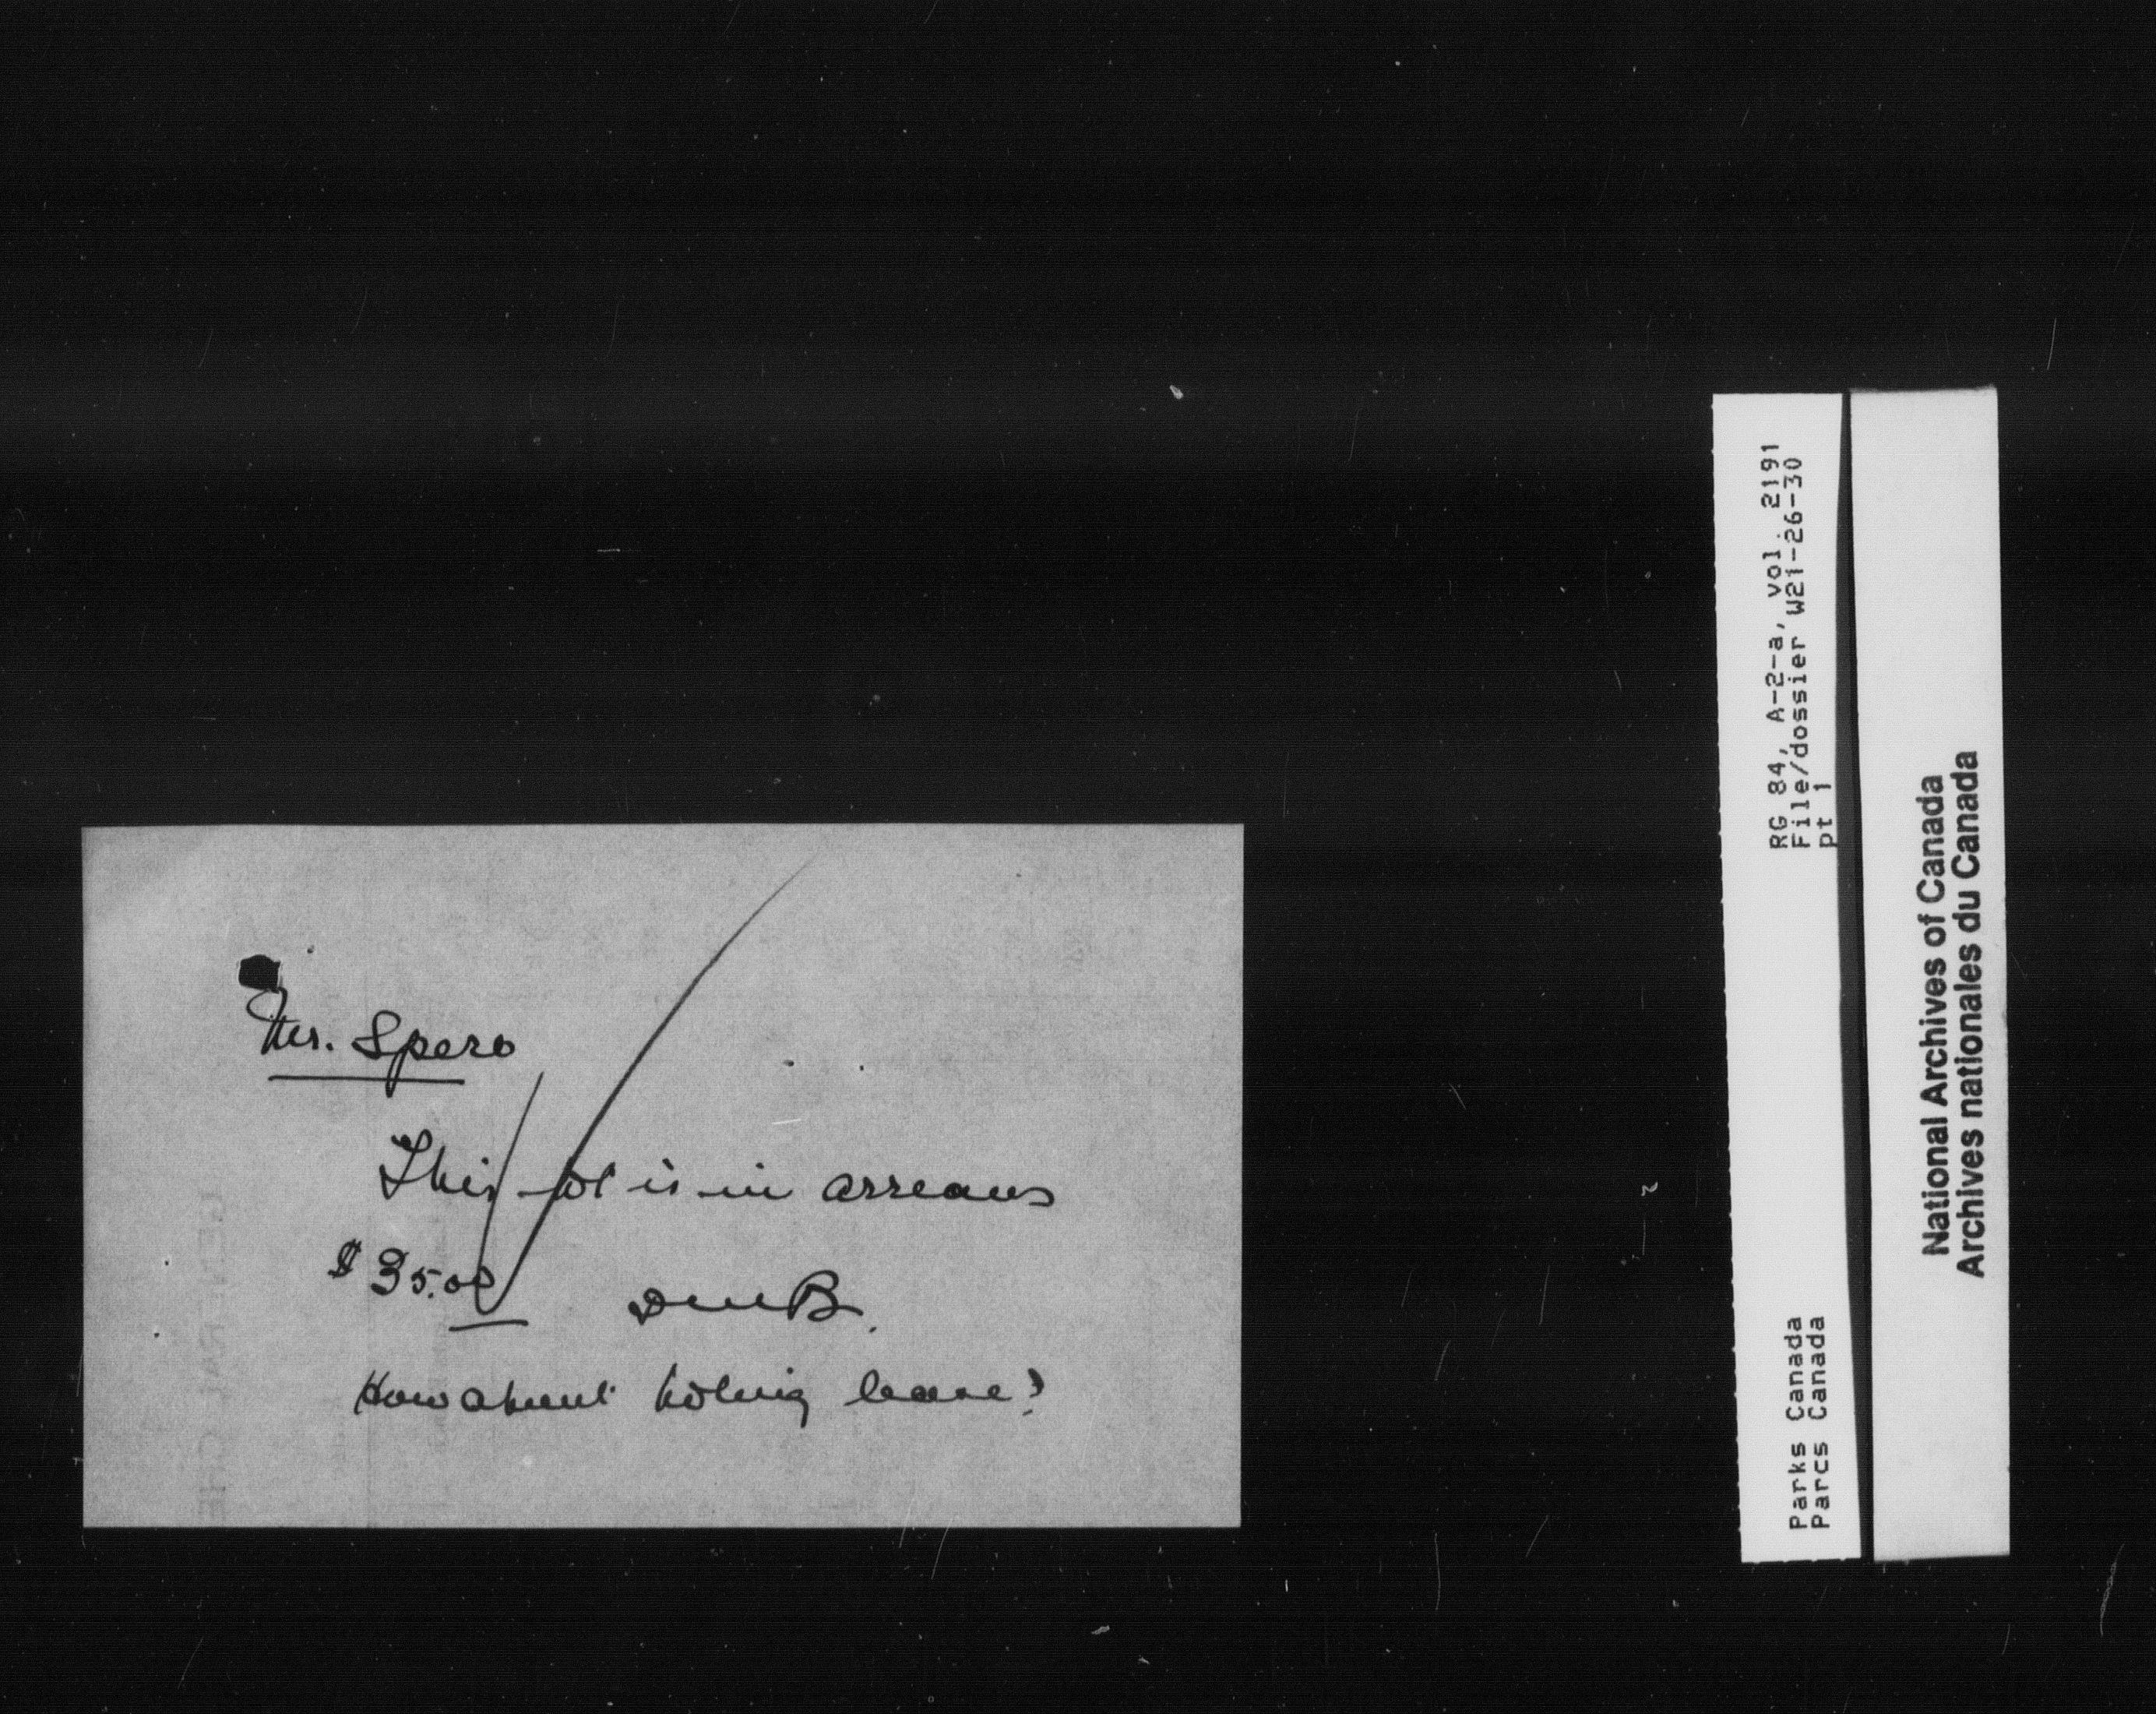 Mr. Spero
This lot is in arrears
$35.00 DMB.
How about lease?
RG 84, A-2-a, vol. 2191
File/dossier W21-26-30
pt 1
Parks Canada
Parcs Canada
National Archives of Canada
Archives nationales du Canada